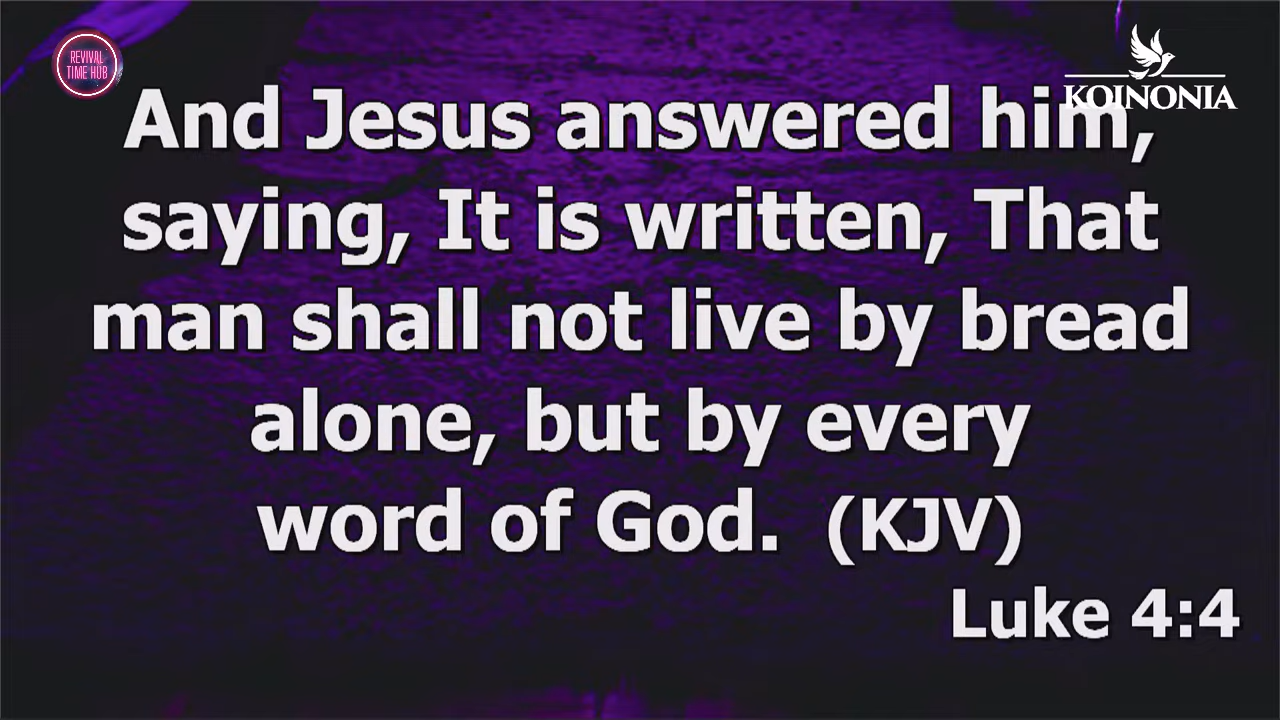 REVIVAL
TIME HUB
KOINONIA
And Jesus answered him,
saying, It is written, That
man shall not live by bread
alone, but by every
word of God. (KJV)
Luke 4:4